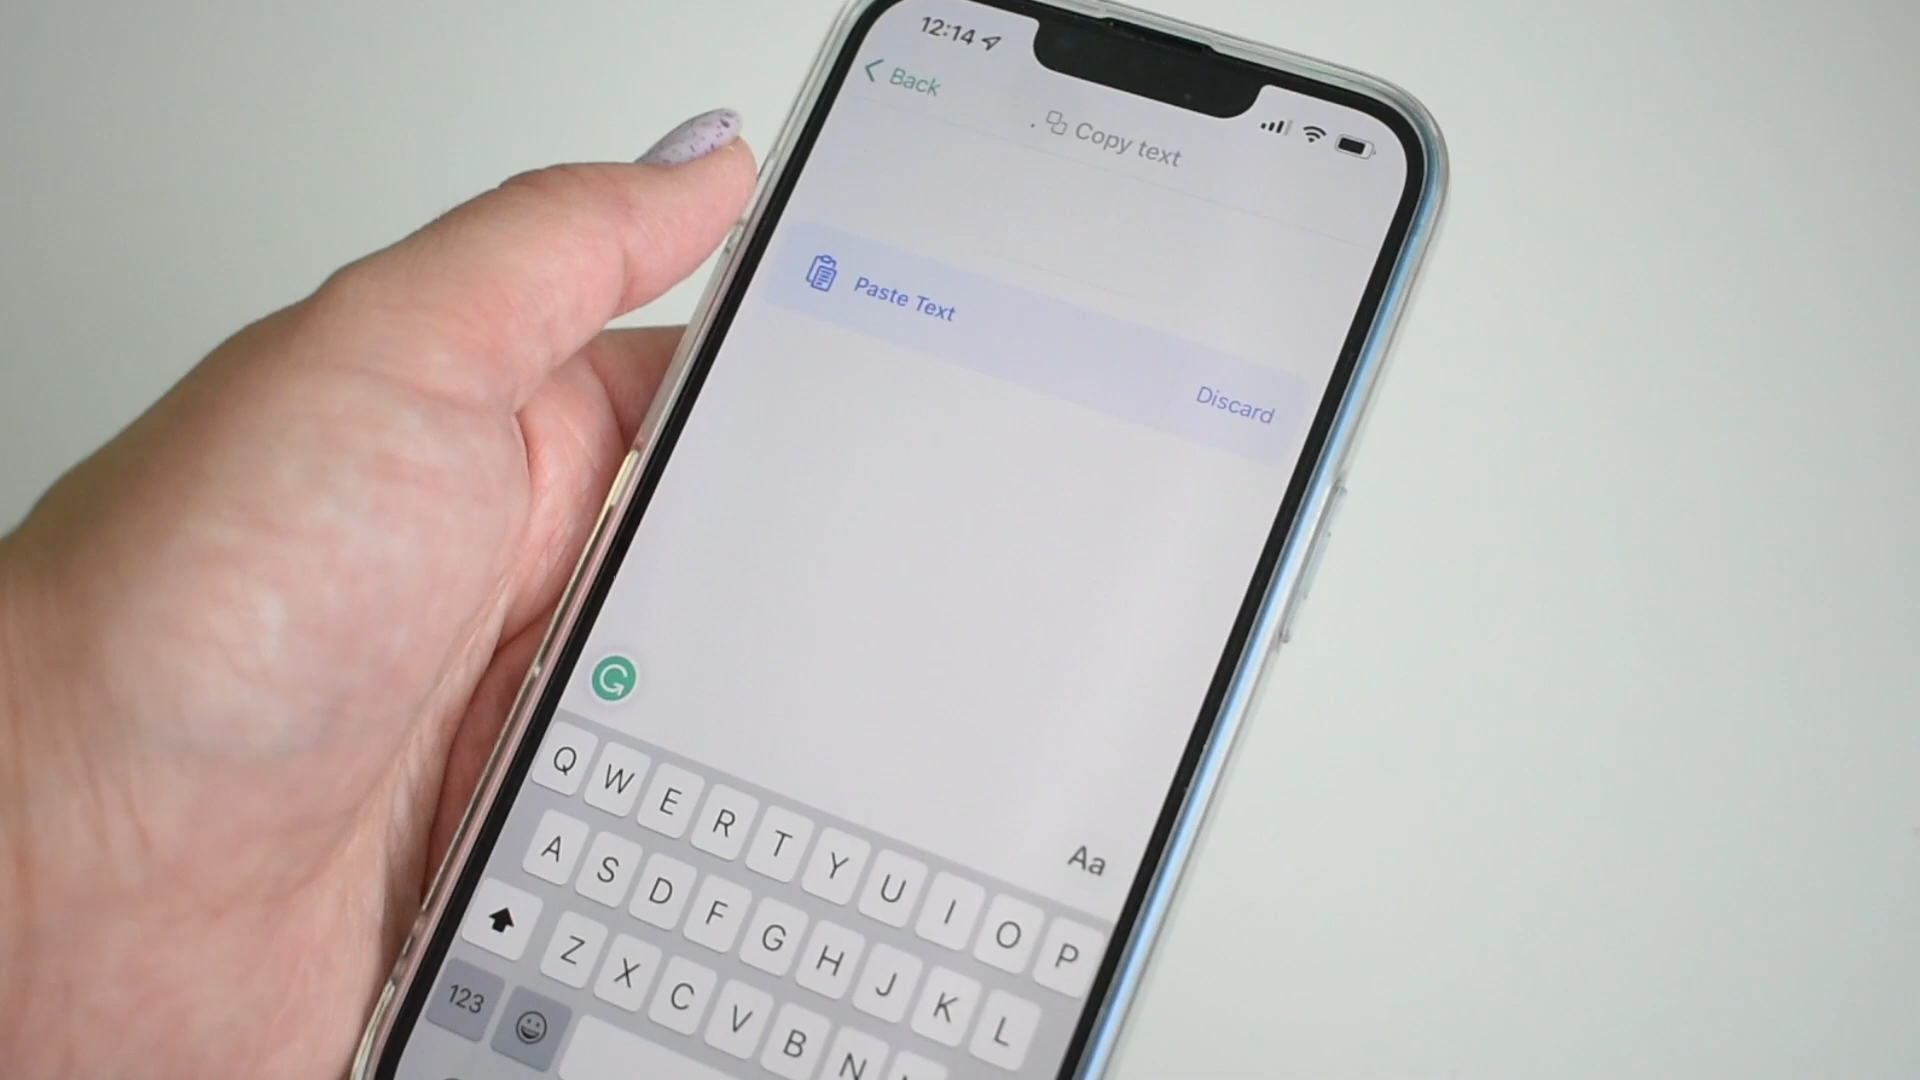 12:14
Back
Copy text
Paste Text
Discard
Aa
Q W E R T Y U I O P
A S D F G H J K L
Z X C V B N
123